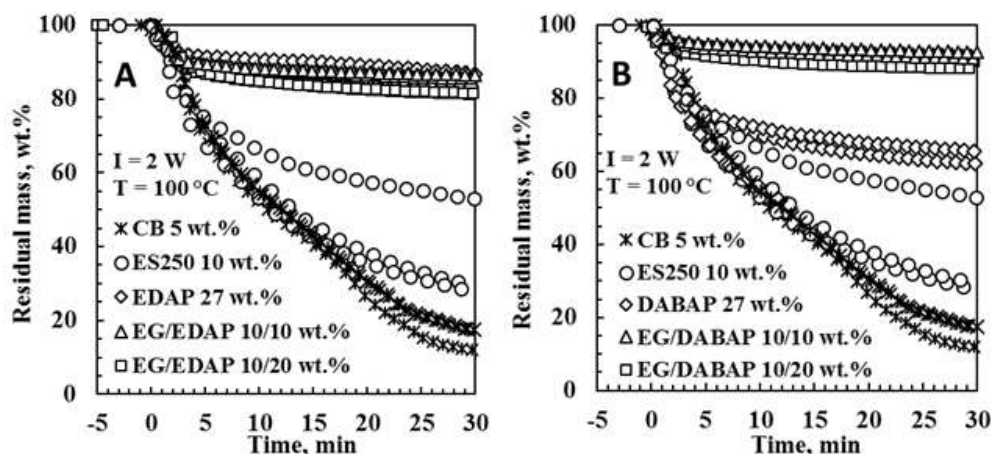 A
Residual mass, wt.%
100
80
60
40
20
0
I = 2 W
T = 100 °C
CB 5 wt.%
ES250 10 wt.%
EDAP 27 wt.%
EG/EDAP 10/10 wt.%
EG/EDAP 10/20 wt.%
-5 0 5 10 15 20 25 30
Time, min
B
Residual mass, wt.%
100
80
60
40
20
0
I = 2 W
T = 100 °C
CB 5 wt.%
ES250 10 wt.%
DABAP 27 wt.%
EG/DABAP 10/10 wt.%
EG/DABAP 10/20 wt.%
-5 0 5 10 15 20 25 30
Time, min